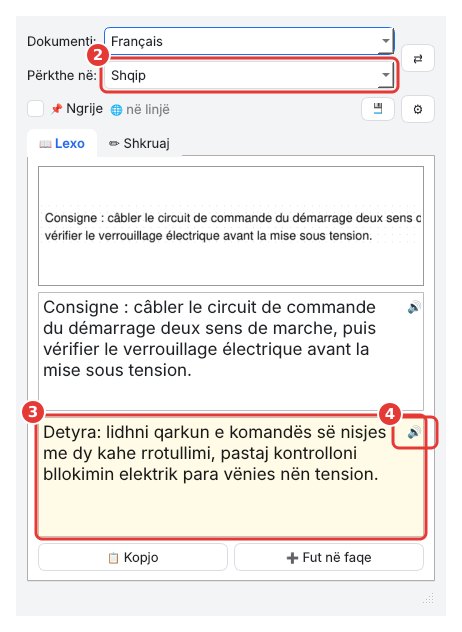 Dokumenti: Français
2
Përkthe në: Shqip
📌 Ngrije 🌐 në linjë
📖 Lexo ✏ Shkruaj
Consigne : câbler le circuit de commande du démarrage deux sens
vérifier le verrouillage électrique avant la mise sous tension.
Consigne : câbler le circuit de commande
du démarrage deux sens de marche, puis
vérifier le verrouillage électrique avant la
mise sous tension.
3
4
Detyra: lidhni qarkun e komandës së nisjes
me dy kahe rrotullimi, pastaj kontrolloni
bllokimin elektrik para vënies nën tension.
📋 Kopjo ➕ Fut në faqe